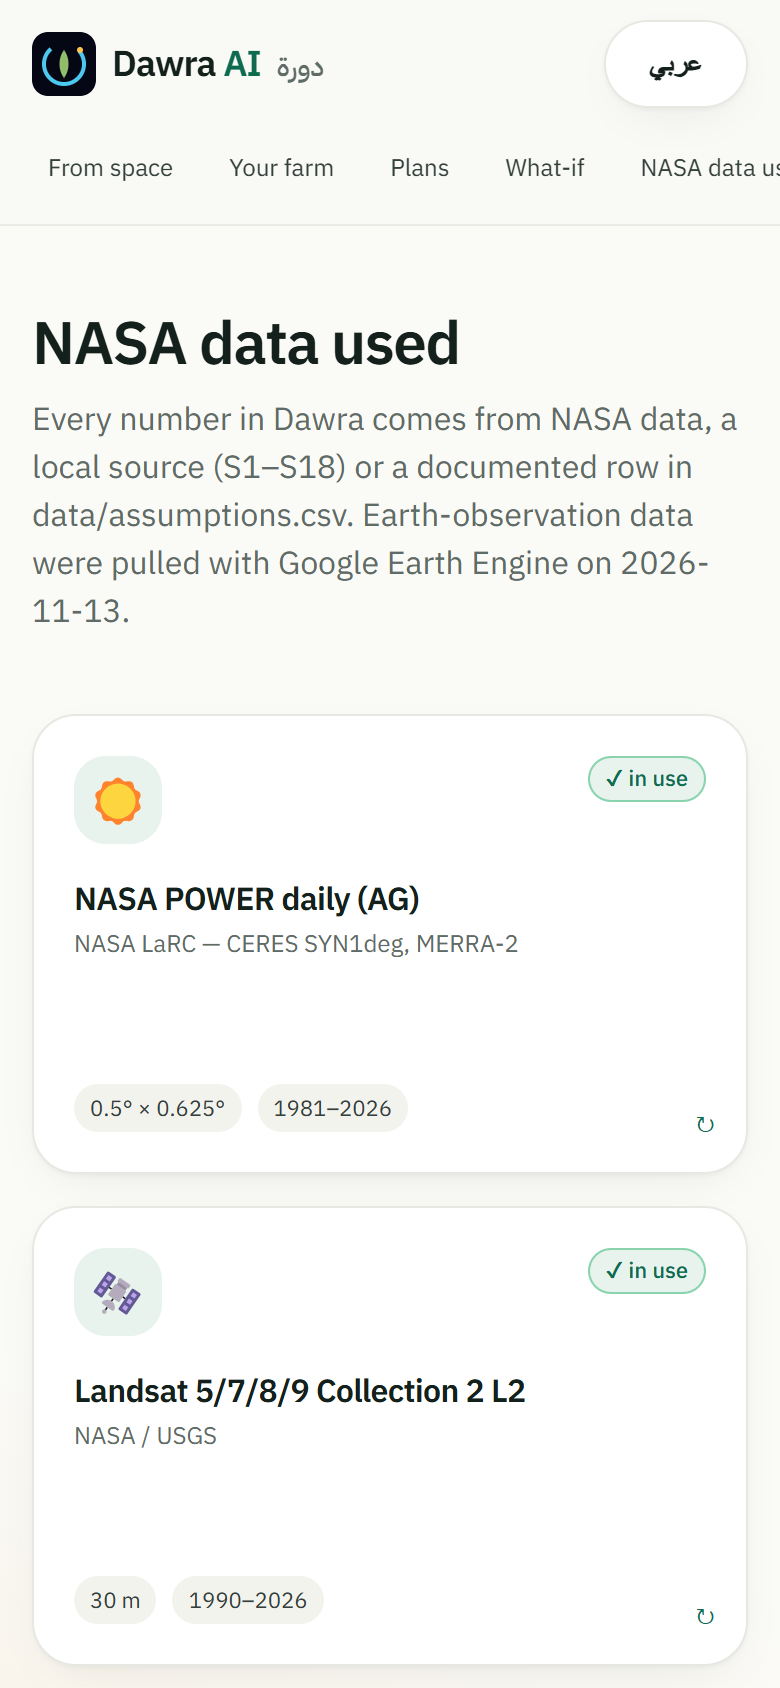 Dawra AI دورة
عربي
From space Your farm Plans What-if NASA data us
NASA data used
Every number in Dawra comes from NASA data, a
local source (S1–S18) or a documented row in
data/assumptions.csv. Earth-observation data
were pulled with Google Earth Engine on 2026-
11-13.
✓ in use
NASA POWER daily (AG)
NASA LaRC — CERES SYN1deg, MERRA-2
0.5° × 0.625° 1981–2026
↻
✓ in use
Landsat 5/7/8/9 Collection 2 L2
NASA / USGS
30 m 1990–2026
↻